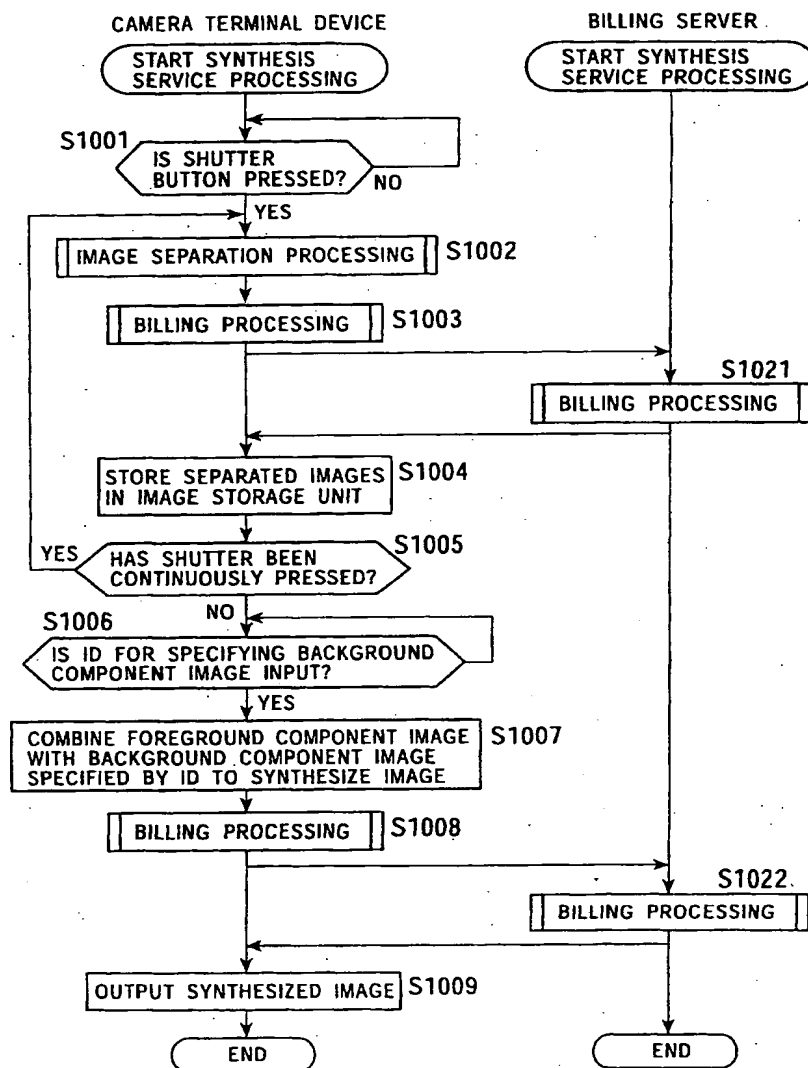 CAMERA TERMINAL DEVICE
BILLING SERVER
START SYNTHESIS
SERVICE PROCESSING
START SYNTHESIS
SERVICE PROCESSING
S1001
IS SHUTTER
BUTTON PRESSED?
NO
YES
IMAGE SEPARATION PROCESSING
S1002
BILLING PROCESSING
S1003
S1021
BILLING PROCESSING
STORE SEPARATED IMAGES
IN IMAGE STORAGE UNIT
S1004
YES
HAS SHUTTER BEEN
CONTINUOUSLY PRESSED?
S1005
NO
S1006
IS ID FOR SPECIFYING BACKGROUND
COMPONENT IMAGE INPUT?
YES
COMBINE FOREGROUND COMPONENT IMAGE
WITH BACKGROUND COMPONENT IMAGE
SPECIFIED BY ID TO SYNTHESIZE IMAGE
S1007
BILLING PROCESSING
S1008
S1022
BILLING PROCESSING
OUTPUT SYNTHESIZED IMAGE
S1009
END
END